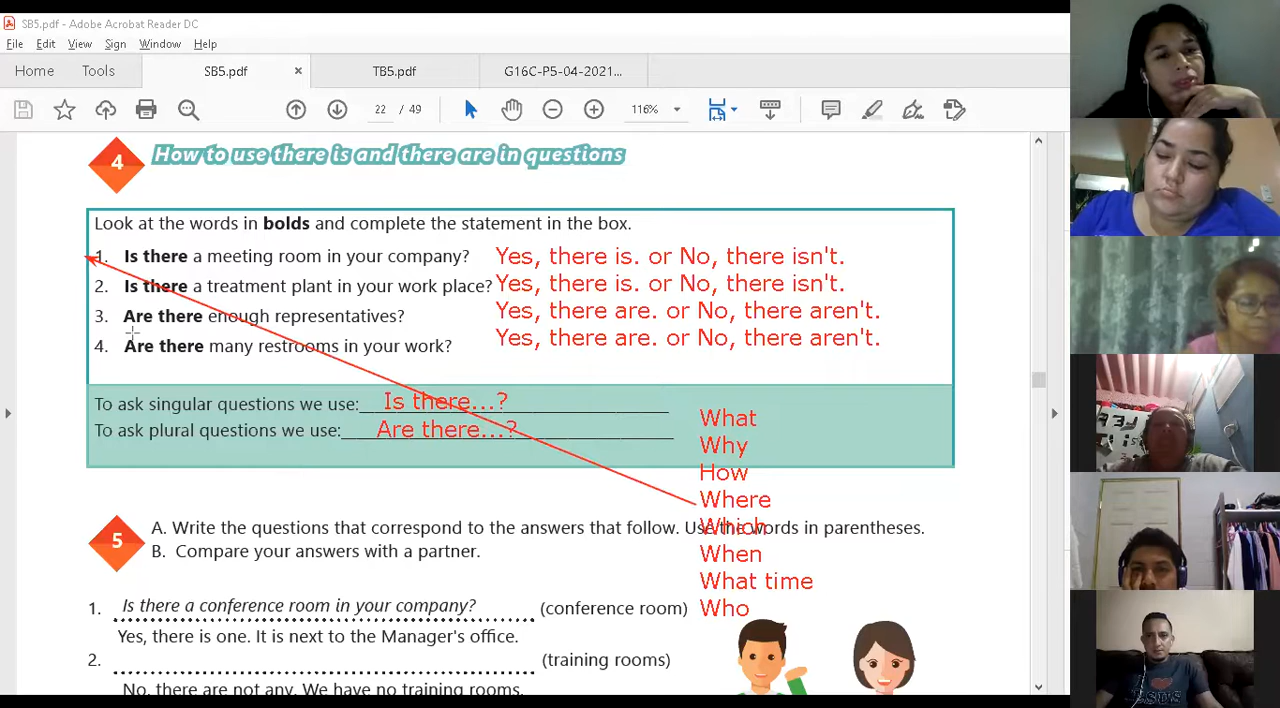 SB5.pdf - Adobe Acrobat Reader DC
File Edit View Sign Window Help
Home Tools SB5.pdf × TB5.pdf G16C-P5-04-2021...
22 / 49 116%
4 How to use there is and there are in questions
Look at the words in bolds and complete the statement in the box.
1. Is there a meeting room in your company? Yes, there is. or No, there isn't.
2. Is there a treatment plant in your work place? Yes, there is. or No, there isn't.
3. Are there enough representatives? Yes, there are. or No, there aren't.
4. Are there many restrooms in your work? Yes, there are. or No, there aren't.
To ask singular questions we use: Is there...?
To ask plural questions we use: Are there...?
What
Why
How
Where
Which
When
What time
Who
5 A. Write the questions that correspond to the answers that follow. Use the words in parentheses.
B. Compare your answers with a partner.
1. Is there a conference room in your company? (conference room)
Yes, there is one. It is next to the Manager's office.
2. (training rooms)
No, there are not any. We have no training rooms.
JESUS